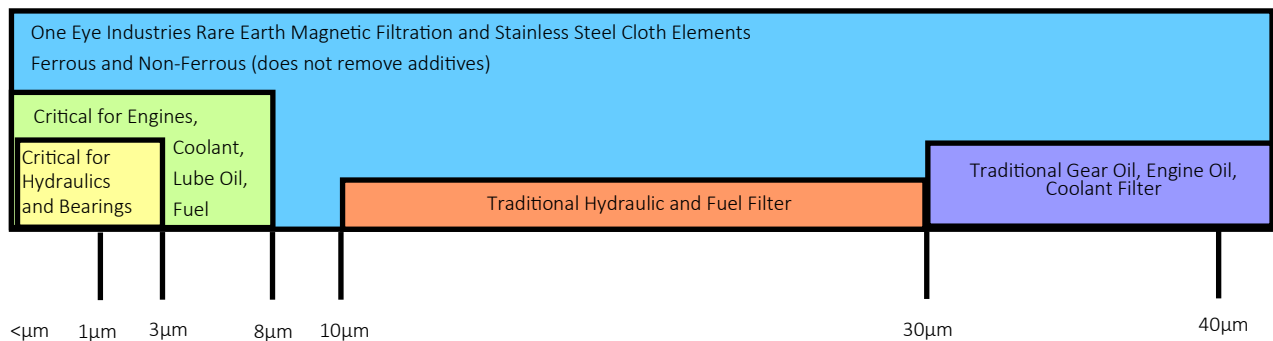 One Eye Industries Rare Earth Magnetic Filtration and Stainless Steel Cloth Elements
Ferrous and Non-Ferrous (does not remove additives)
Critical for Engines,
Coolant,
Lube Oil,
Fuel
Critical for
Hydraulics
and Bearings
Traditional Hydraulic and Fuel Filter
Traditional Gear Oil, Engine Oil,
Coolant Filter
<µm 1µm 3µm 8µm 10µm 30µm 40µm